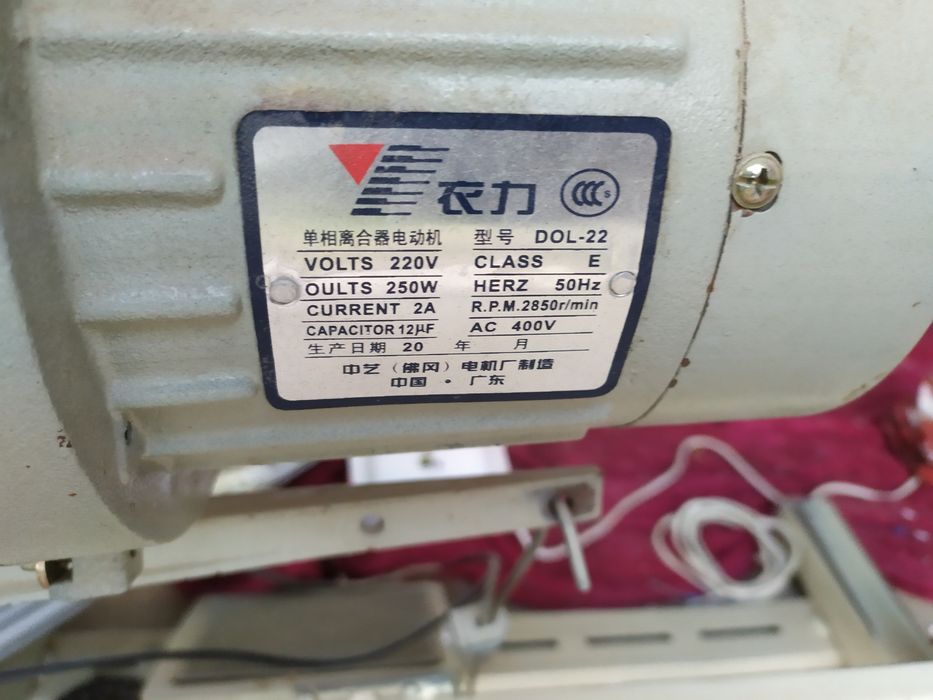 衣力 CCC S
单相离合器电动机 型号 DOL-22
VOLTS 220V CLASS E
OULTS 250W HERZ 50Hz
CURRENT 2A R.P.M.2850r/min
CAPACITOR 12μF AC 400V
生产日期 20 年 月
中艺（佛冈）电机厂制造
中国・广东